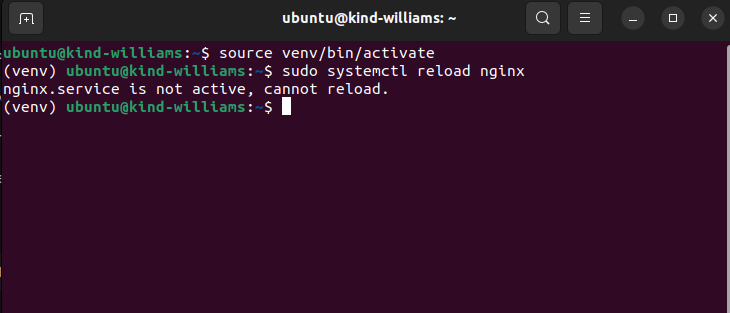 ubuntu@kind-williams: ~
ubuntu@kind-williams:~$ source venv/bin/activate
(venv) ubuntu@kind-williams:~$ sudo systemctl reload nginx
nginx.service is not active, cannot reload.
(venv) ubuntu@kind-williams:~$